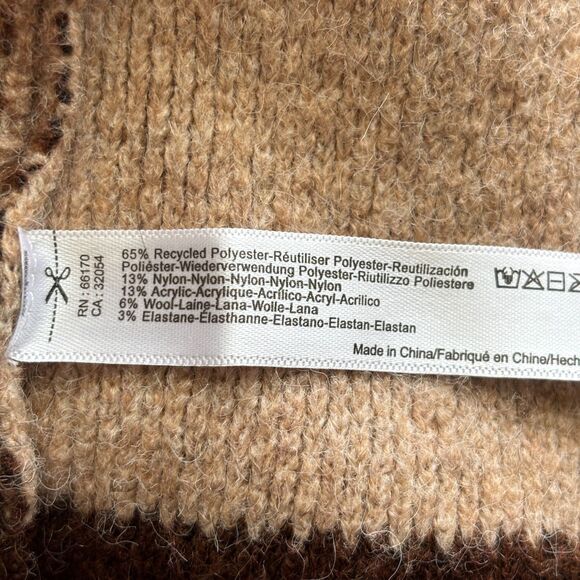 RN : 66170
CA : 32054
65% Recycled Polyester-Réutiliser Polyester-Reutilización
Poliéster-Wiederverwendung Polyester-Riutilizzo Poliestere
13% Nylon-Nylon-Nylon-Nylon-Nylon
13% Acrylic-Acrylique-Acrílico-Acryl-Acrilico
6% Wool-Laine-Lana-Wolle-Lana
3% Elastane-Élasthanne-Elastano-Elastan-Elastan
Made in China/Fabriqué en Chine/Hech